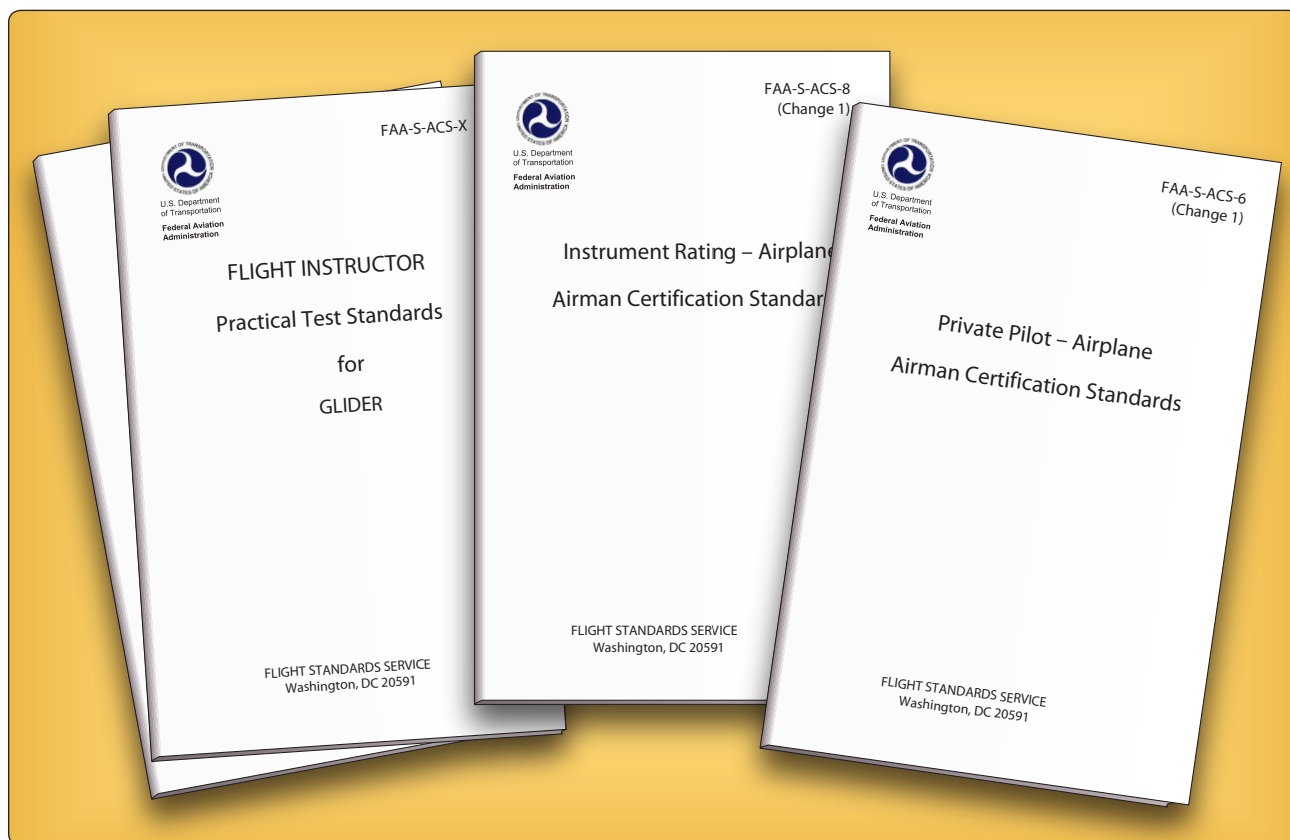 FAA-S-ACS-X
U.S. Department
of Transportation
Federal Aviation
Administration
FLIGHT INSTRUCTOR
Practical Test Standards
for
GLIDER
FLIGHT STANDARDS SERVICE
Washington, DC 20591
FAA-S-ACS-8
(Change 1)
U.S. Department
of Transportation
Federal Aviation
Administration
Instrument Rating – Airplane
Airman Certification Standar
FLIGHT STANDARDS SERVICE
Washington, DC 20591
FAA-S-ACS-6
(Change 1)
U.S. Department
of Transportation
Federal Aviation
Administration
Private Pilot – Airplane
Airman Certification Standards
FLIGHT STANDARDS SERVICE
Washington, DC 20591